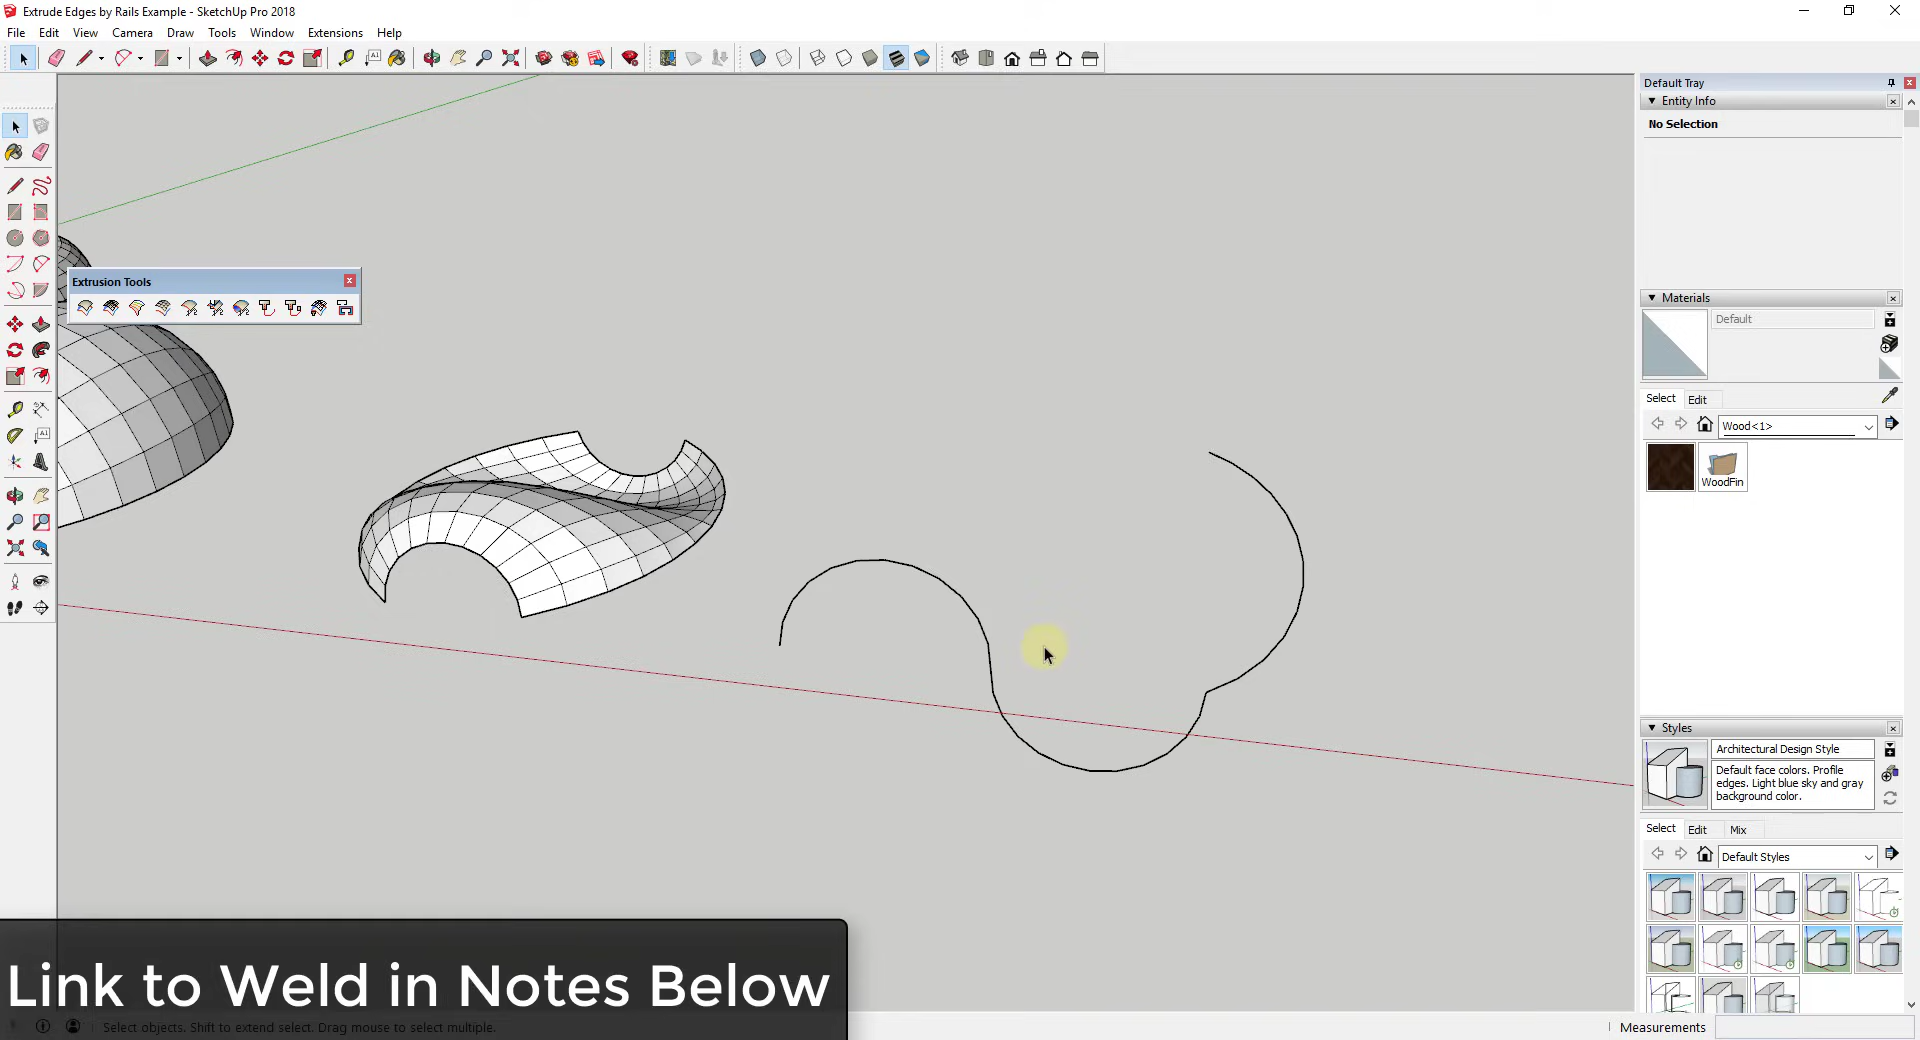 Extrude Edges by Rails Example - SketchUp Pro 2018
File Edit View Camera Draw Tools Window Extensions Help
Default Tray
Entity Info
No Selection
Extrusion Tools
Materials
Default
Select Edit
Wood<1>
WoodFin
Styles
Architectural Design Style
Default face colors. Profile
edges. Light blue sky and gray
background color.
Select Edit Mix
Default Styles
Link to Weld in Notes Below
Select objects. Shift to extend select. Drag mouse to select multiple.
Measurements